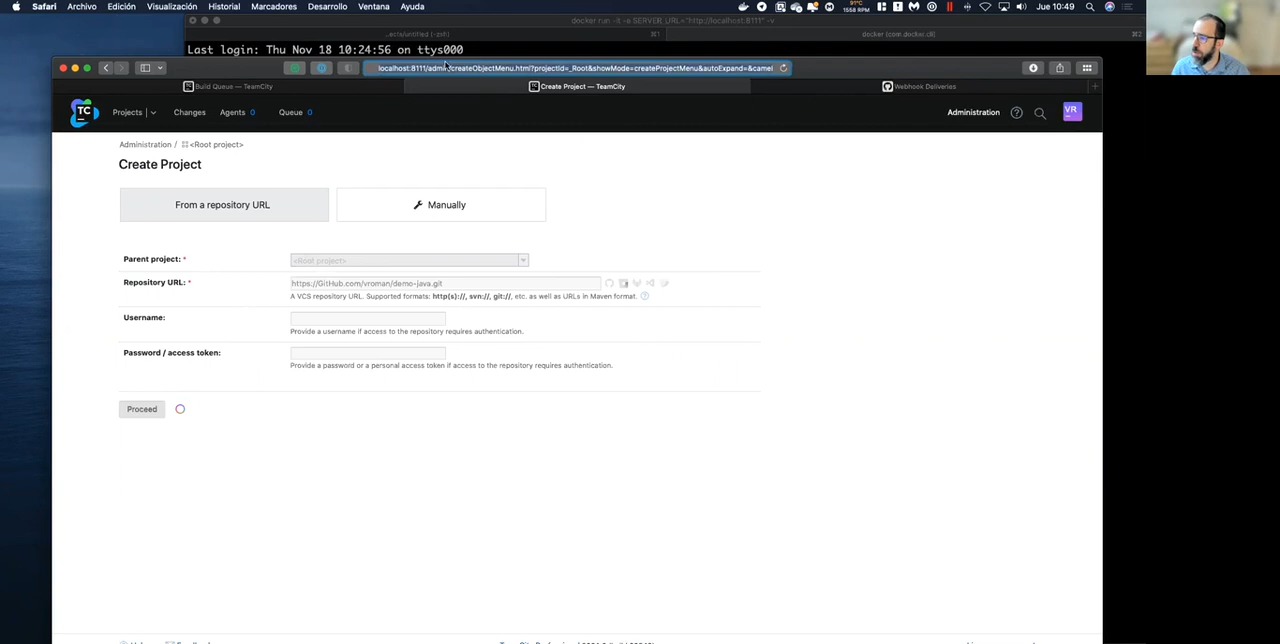 Safari Archivo Edición Visualización Historial Marcadores Desarrollo Ventana Ayuda
91°C
1558 RPM
Jue 10:49
docker run -it -e SERVER_URL="http://localhost:8111" -v
..ects/untitled (-zsh)
⌘1
docker (com.docker.cli)
⌘2
Last login: Thu Nov 18 10:24:56 on ttys000
localhost:8111/admin/createObjectMenu.html?projectId=_Root&showMode=createProjectMenu&autoExpand=&camel
Build Queue — TeamCity
Create Project — TeamCity
Webhook Deliveries
TC
Projects
Changes
Agents 0
Queue 0
Administration
VR
Administration / <Root project>
Create Project
From a repository URL
Manually
Parent project: *
<Root project>
Repository URL: *
https://GitHub.com/vroman/demo-java.git
A VCS repository URL. Supported formats: http(s)://, svn://, git://, etc. as well as URLs in Maven format.
Username:
Provide a username if access to the repository requires authentication.
Password / access token:
Provide a password or a personal access token if access to the repository requires authentication.
Proceed